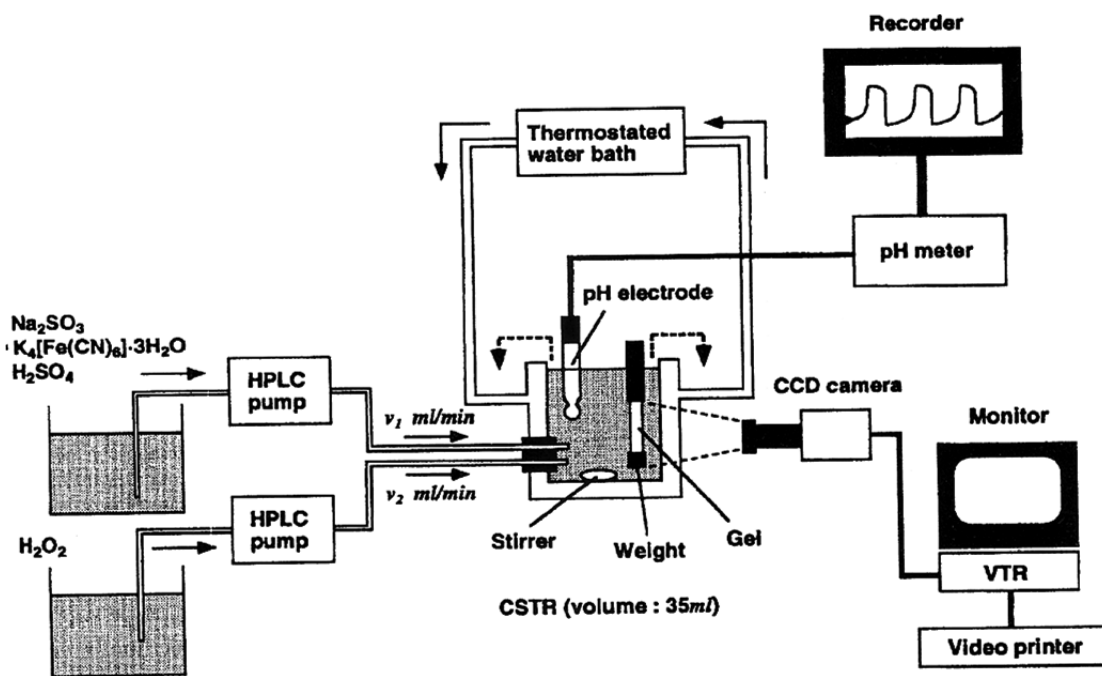 Recorder
Thermostated
water bath
pH meter
pH electrode
Na₂SO₃
K₄[Fe(CN)₆]·3H₂O
H₂SO₄
HPLC
pump
v₁ ml/min
CCD camera
Monitor
v₂ ml/min
H₂O₂
HPLC
pump
Stirrer
Weight
Gel
VTR
CSTR (volume : 35ml)
Video printer